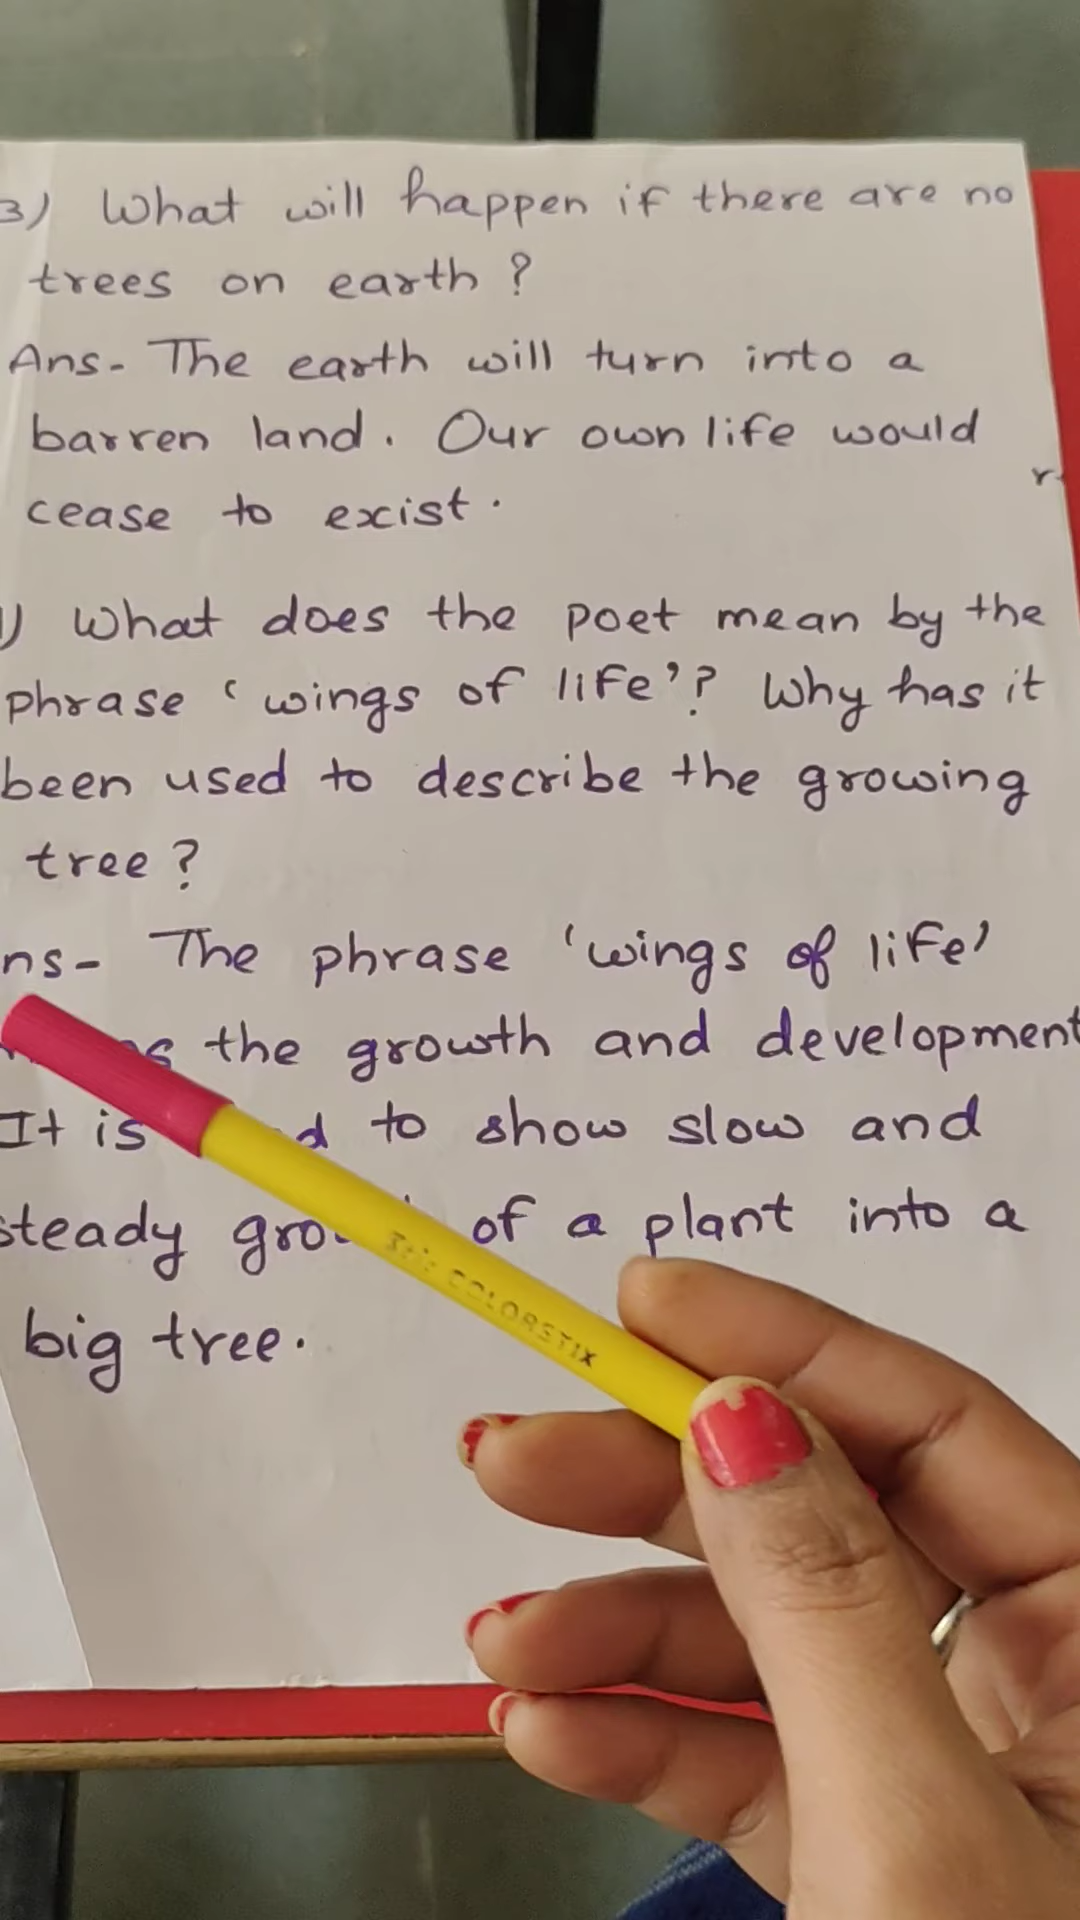 3) What will happen if there are no
trees on earth ?
Ans- The earth will turn into a
barren land. Our own life would
cease to excist.
1) What does the poet mean by the
phrase 'wings of life'? Why has it
been used to describe the growing
tree ?
ns- The phrase 'wings of life'
the growth and development
It is to show slow and
steady of a plant into a
big tree.
COLORSTIX